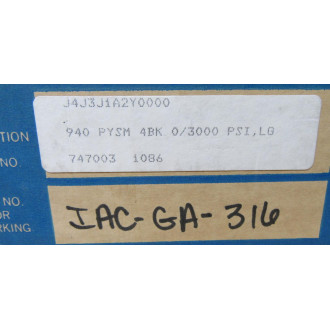 J4J3J1A2Y0000
TION
940 PYSM 4BK 0/3000 PSI,LG
NO.
747003 1086
NO.
OR
RKING
IAC-GA-316